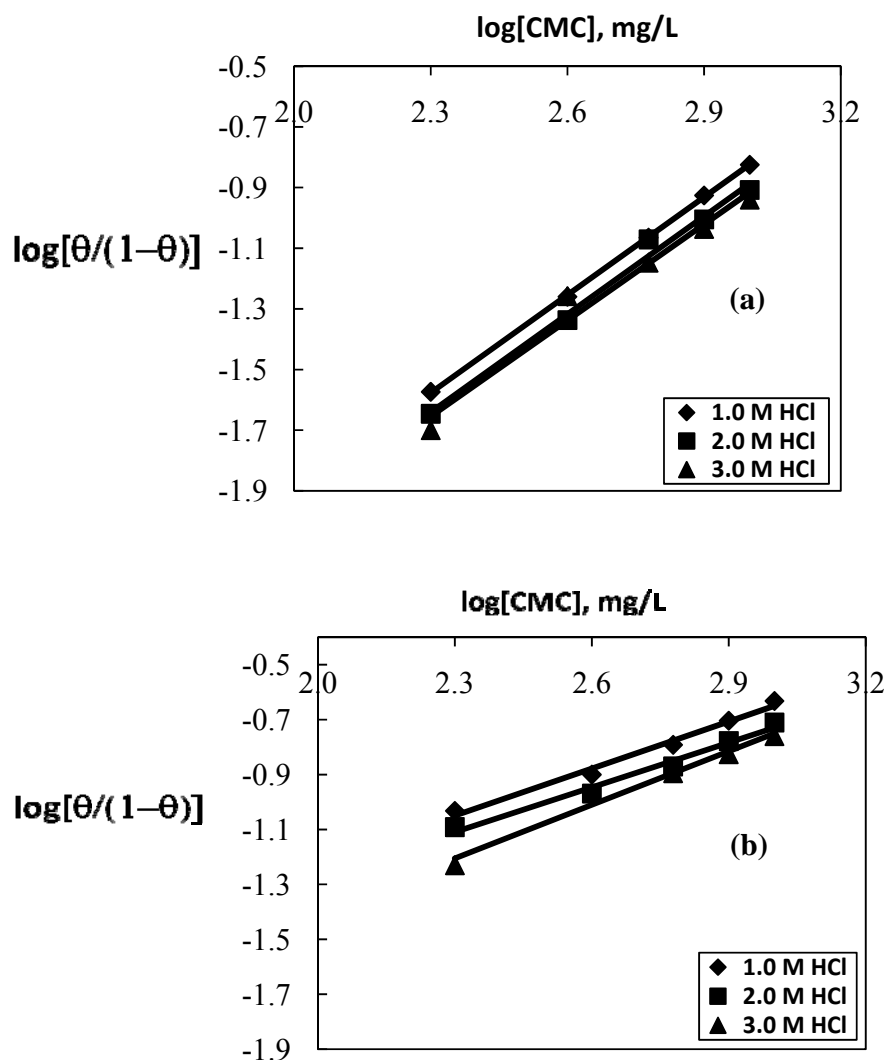 log[CMC], mg/L
-0.5
2.0 2.3 2.6 2.9 3.2
-0.7
-0.9
log[θ/(1–θ)]
-1.1
-1.3
(a)
-1.5
-1.7
-1.9
1.0 M HCl
2.0 M HCl
3.0 M HCl
log[CMC], mg/L
-0.5
2.0 2.3 2.6 2.9 3.2
-0.7
-0.9
log[θ/(1–θ)]
-1.1
(b)
-1.3
-1.5
-1.7
-1.9
1.0 M HCl
2.0 M HCl
3.0 M HCl